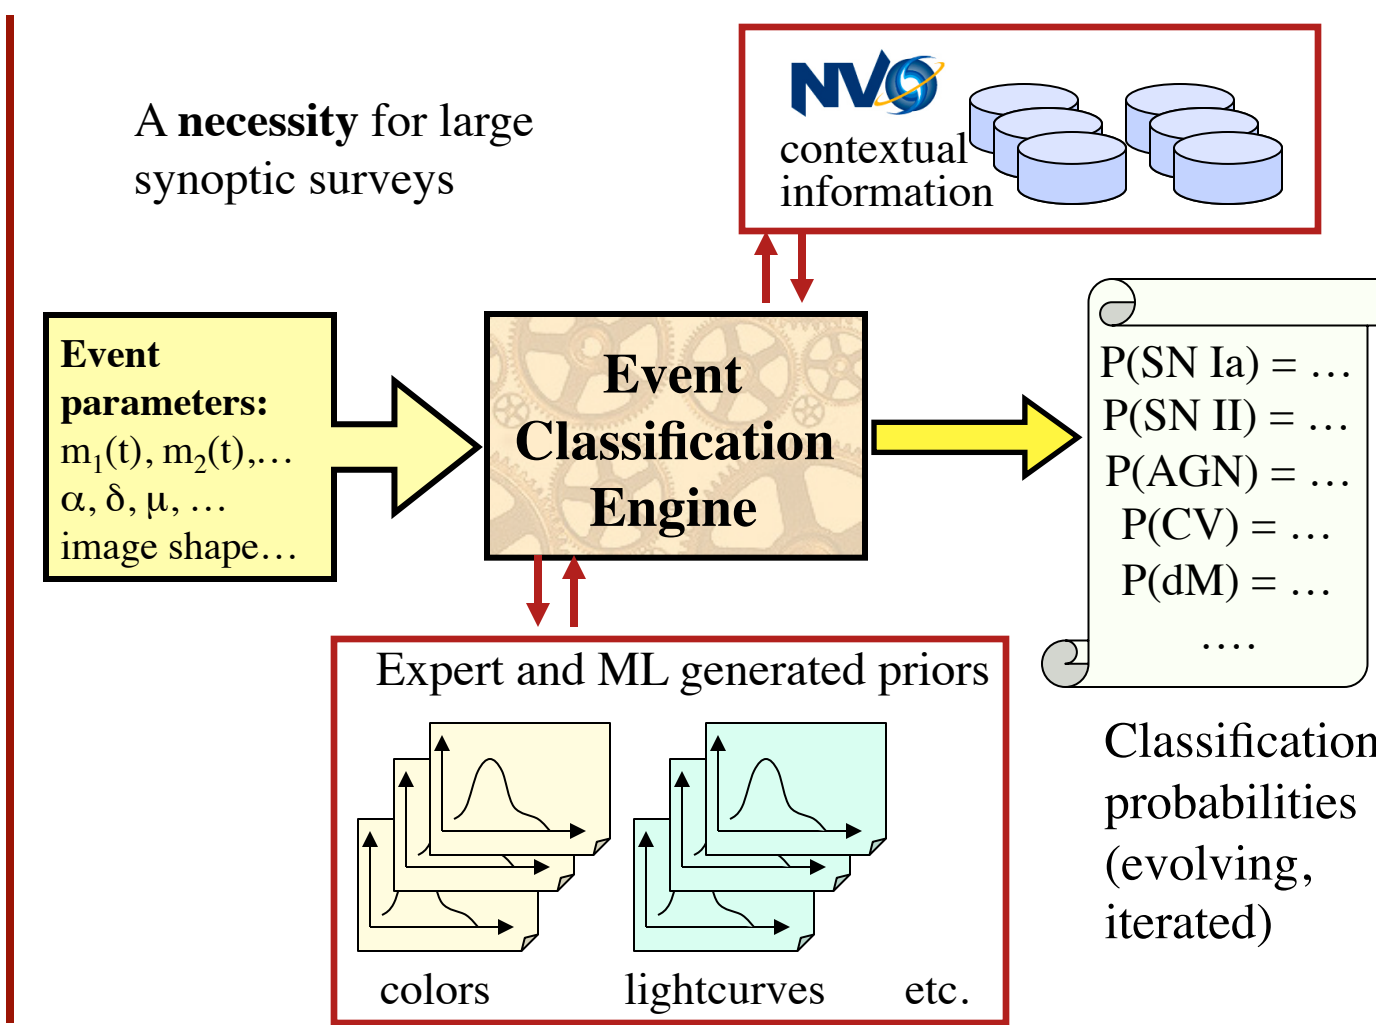 A necessity for large
synoptic surveys
NVO
contextual
information
Event
parameters:
m₁(t), m₂(t),…
α, δ, μ, …
image shape…
Event
Classification
Engine
P(SN Ia) = …
P(SN II) = …
P(AGN) = …
P(CV) = …
P(dM) = …
….
Classification
probabilities
(evolving,
iterated)
Expert and ML generated priors
colors
lightcurves
etc.